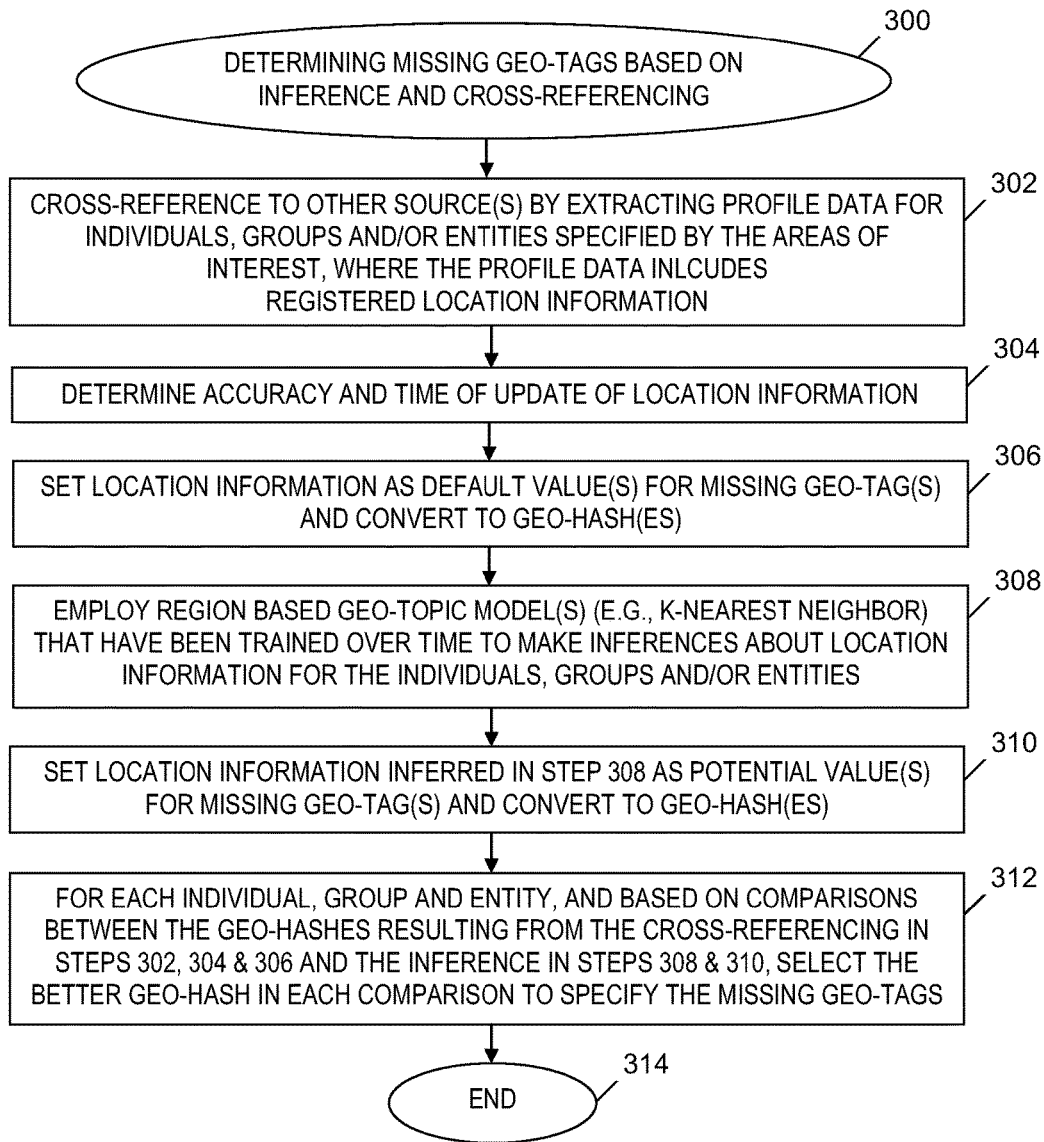 300
DETERMINING MISSING GEO-TAGS BASED ON
INFERENCE AND CROSS-REFERENCING
302
CROSS-REFERENCE TO OTHER SOURCE(S) BY EXTRACTING PROFILE DATA FOR
INDIVIDUALS, GROUPS AND/OR ENTITIES SPECIFIED BY THE AREAS OF
INTEREST, WHERE THE PROFILE DATA INLCUDES
REGISTERED LOCATION INFORMATION
304
DETERMINE ACCURACY AND TIME OF UPDATE OF LOCATION INFORMATION
306
SET LOCATION INFORMATION AS DEFAULT VALUE(S) FOR MISSING GEO-TAG(S)
AND CONVERT TO GEO-HASH(ES)
308
EMPLOY REGION BASED GEO-TOPIC MODEL(S) (E.G., K-NEAREST NEIGHBOR)
THAT HAVE BEEN TRAINED OVER TIME TO MAKE INFERENCES ABOUT LOCATION
INFORMATION FOR THE INDIVIDUALS, GROUPS AND/OR ENTITIES
310
SET LOCATION INFORMATION INFERRED IN STEP 308 AS POTENTIAL VALUE(S)
FOR MISSING GEO-TAG(S) AND CONVERT TO GEO-HASH(ES)
312
FOR EACH INDIVIDUAL, GROUP AND ENTITY, AND BASED ON COMPARISONS
BETWEEN THE GEO-HASHES RESULTING FROM THE CROSS-REFERENCING IN
STEPS 302, 304 & 306 AND THE INFERENCE IN STEPS 308 & 310, SELECT THE
BETTER GEO-HASH IN EACH COMPARISON TO SPECIFY THE MISSING GEO-TAGS
314
END